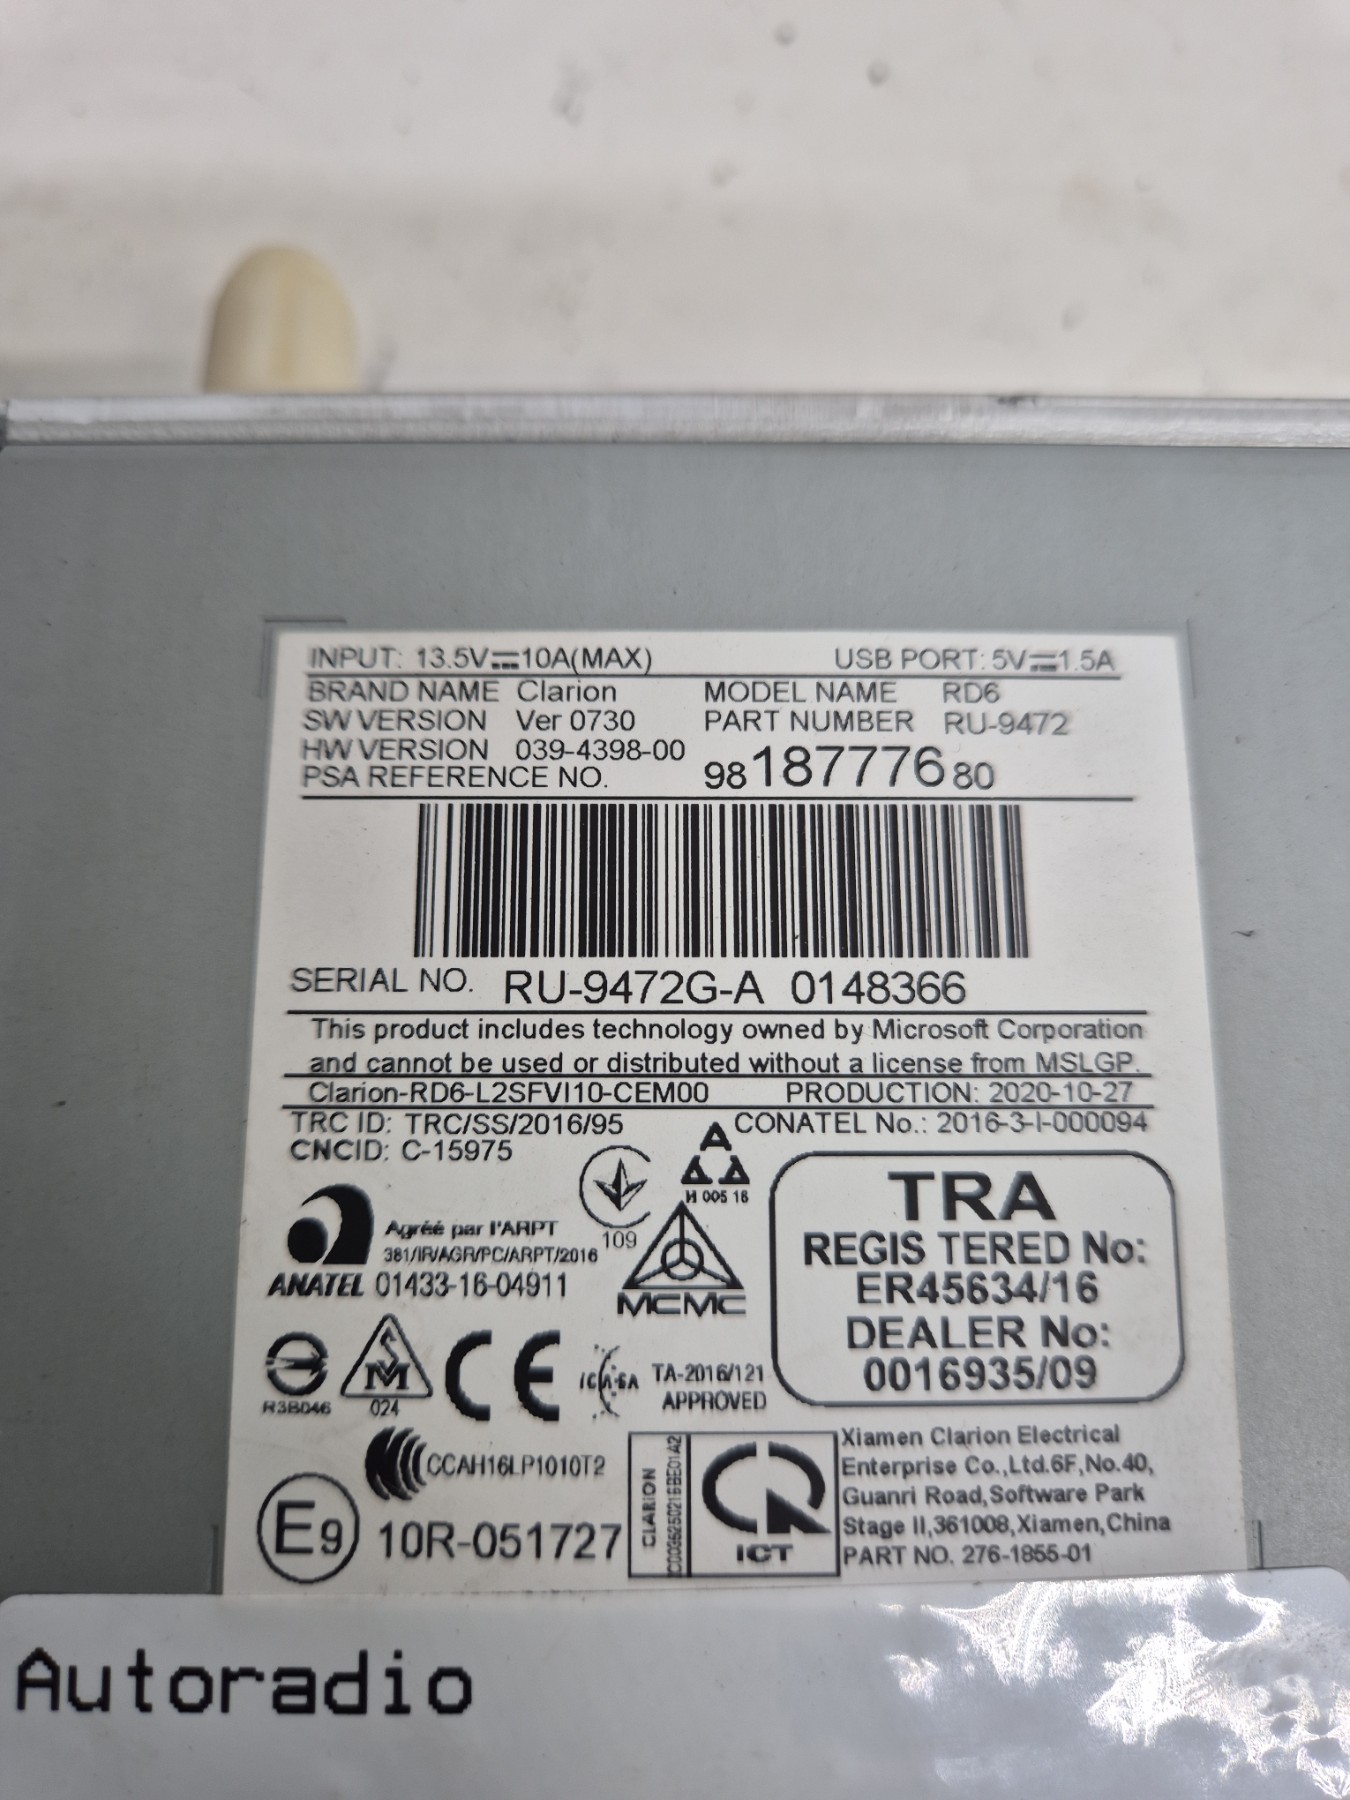 INPUT: 13.5V⎓10A(MAX) USB PORT: 5V⎓1.5A
BRAND NAME Clarion MODEL NAME RD6
SW VERSION Ver 0730 PART NUMBER RU-9472
HW VERSION 039-4398-00
PSA REFERENCE NO. 9818777680
SERIAL NO. RU-9472G-A 0148366
This product includes technology owned by Microsoft Corporation
and cannot be used or distributed without a license from MSLGP.
Clarion-RD6-L2SFVI10-CEM00 PRODUCTION: 2020-10-27
TRC ID: TRC/SS/2016/95 CONATEL No.: 2016-3-I-000094
CNCID: C-15975
H 005 16
109
Agréé par l'ARPT
381/IR/AGR/PC/ARPT/2016
ANATEL 01433-16-04911
MCMC
TRA
REGIS TERED No:
ER45634/16
DEALER No:
0016935/09
R3B046
SM
024
CE
ICASA
TA-2016/121
APPROVED
CCAH16LP1010T2
E9 10R-051727
CLARION
ICT
Xiamen Clarion Electrical
Enterprise Co.,Ltd.6F,No.40,
Guanri Road,Software Park
Stage II,361008,Xiamen,China
PART NO. 276-1855-01
Autoradio